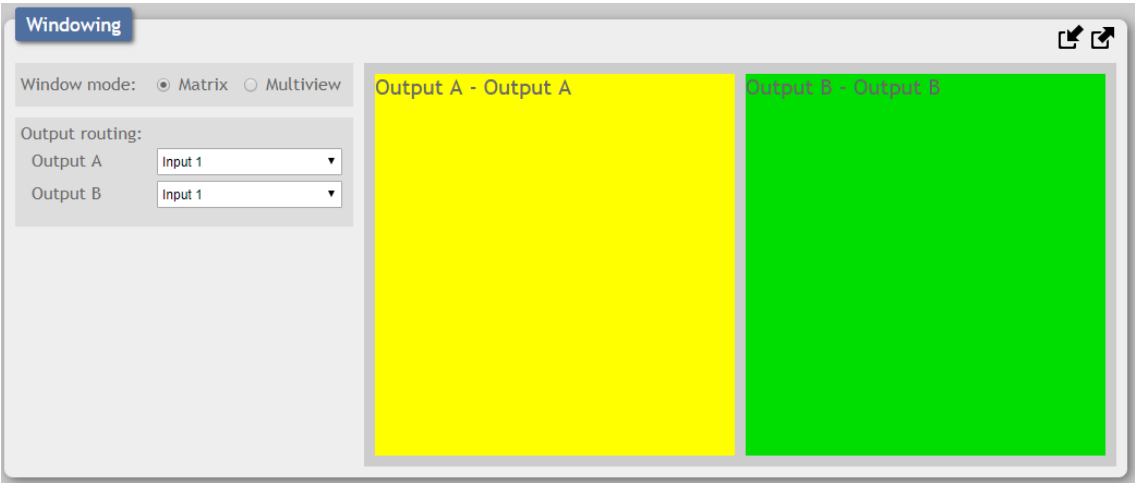 Windowing
Window mode: Matrix Multiview
Output routing:
Output A Input 1
Output B Input 1
Output A - Output A
Output B - Output B